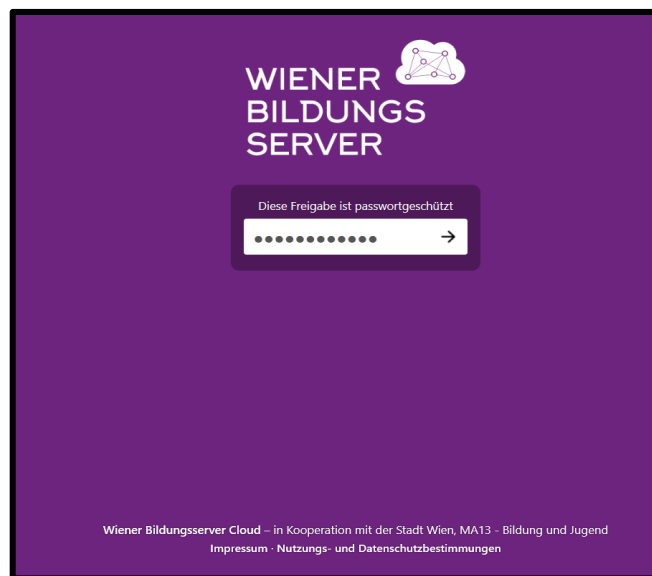 WIENER
BILDUNGS
SERVER
Diese Freigabe ist passwortgeschützt
Wiener Bildungsserver Cloud – in Kooperation mit der Stadt Wien, MA13 - Bildung und Jugend
Impressum · Nutzungs- und Datenschutzbestimmungen